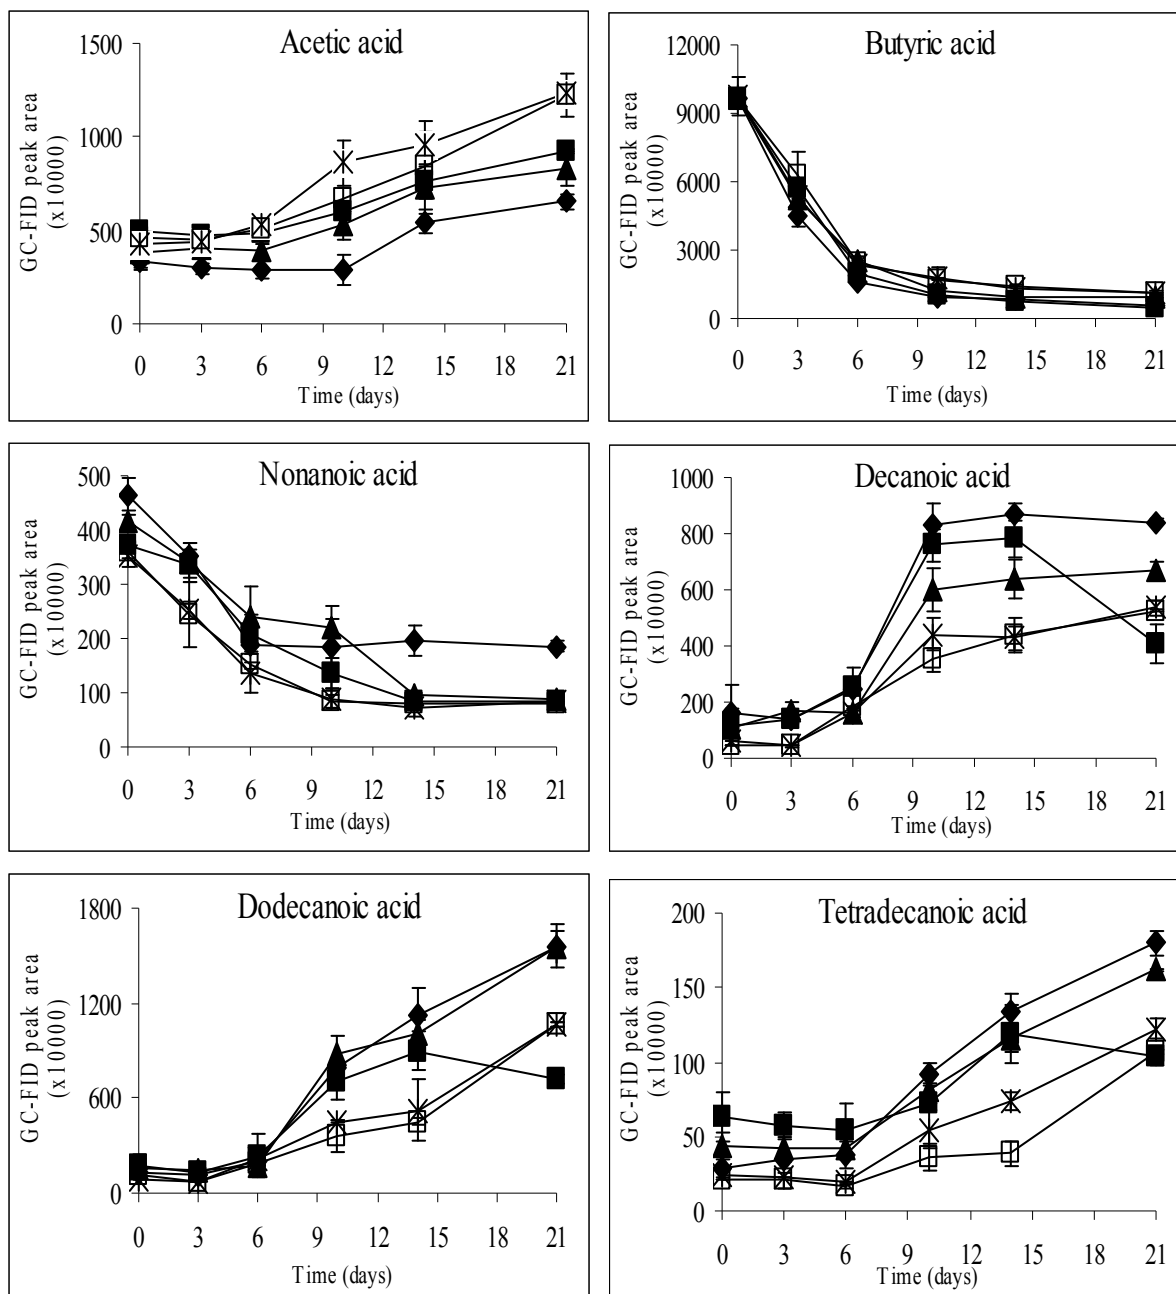 Acetic acid
GC-FID peak area
(x10000)
1500
1000
500
0
0 3 6 9 12 15 18 21
Time (days)
Butyric acid
GC-FID peak area
(x10000)
12000
9000
6000
3000
0
0 3 6 9 12 15 18 21
Time (days)
Nonanoic acid
GC-FID peak area
(x10000)
500
400
300
200
100
0
0 3 6 9 12 15 18 21
Time (days)
Decanoic acid
GC-FID peak area
(x10000)
1000
800
600
400
200
0
0 3 6 9 12 15 18 21
Time (days)
Dodecanoic acid
GC-FID peak area
(x10000)
1800
1200
600
0
0 3 6 9 12 15 18 21
Time (days)
Tetradecanoic acid
GC-FID peak area
(x10000)
200
150
100
50
0
0 3 6 9 12 15 18 21
Time (days)